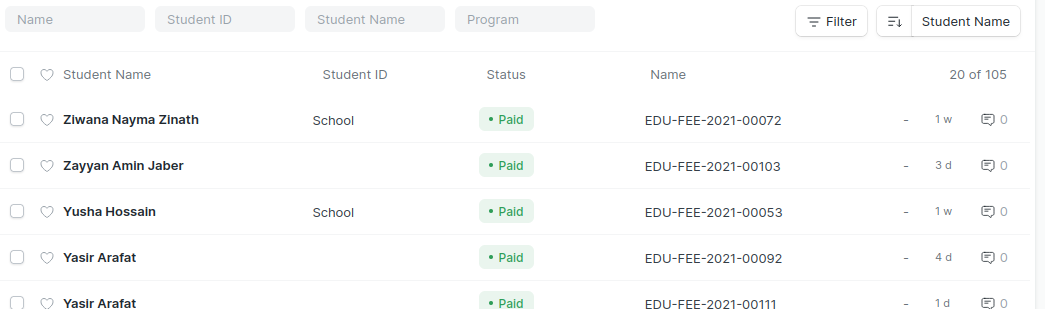 Name Student ID Student Name Program Filter Student Name
Student Name Student ID Status Name 20 of 105
Ziwana Nayma Zinath School Paid EDU-FEE-2021-00072 - 1 w 0
Zayyan Amin Jaber Paid EDU-FEE-2021-00103 - 3 d 0
Yusha Hossain School Paid EDU-FEE-2021-00053 - 1 w 0
Yasir Arafat Paid EDU-FEE-2021-00092 - 4 d 0
Yasir Arafat Paid EDU-FEE-2021-00111 - 1 d 0